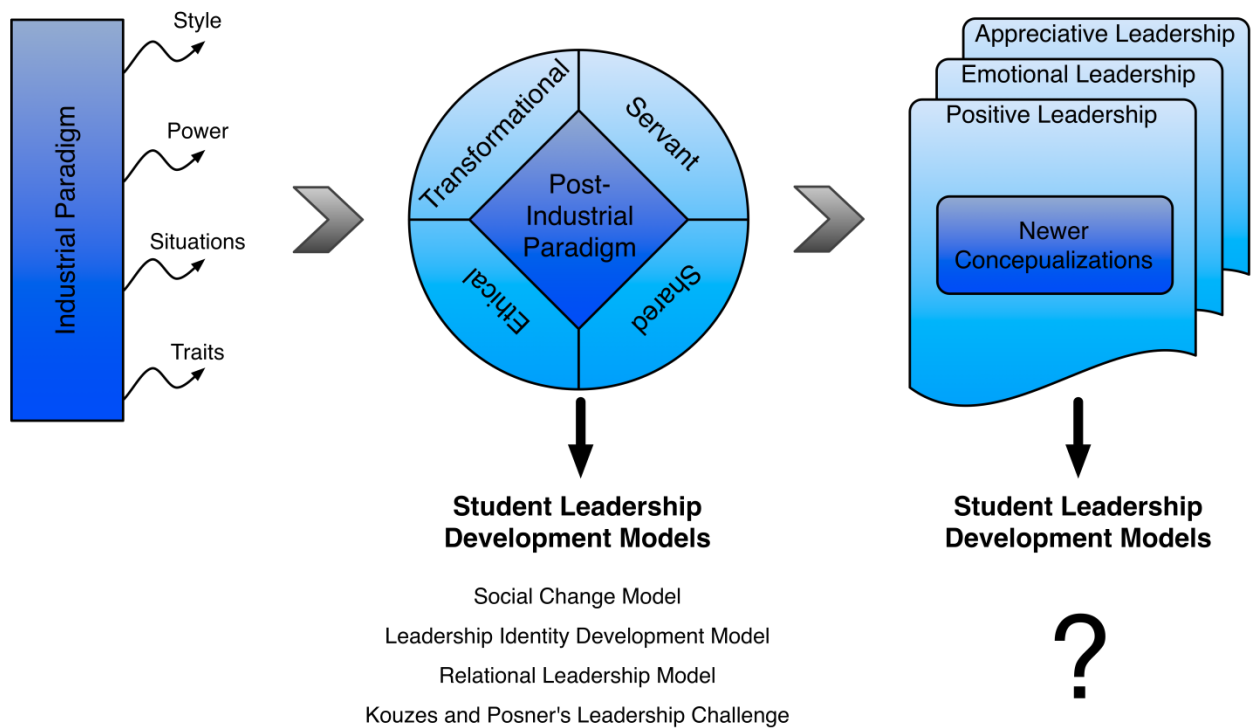 Industrial Paradigm
Style
Power
Situations
Traits
Transformational
Servant
Post-
Industrial
Paradigm
Ethical
Shared
Student Leadership
Development Models
Social Change Model
Leadership Identity Development Model
Relational Leadership Model
Kouzes and Posner's Leadership Challenge
Appreciative Leadership
Emotional Leadership
Positive Leadership
Newer
Concepualizations
Student Leadership
Development Models
?